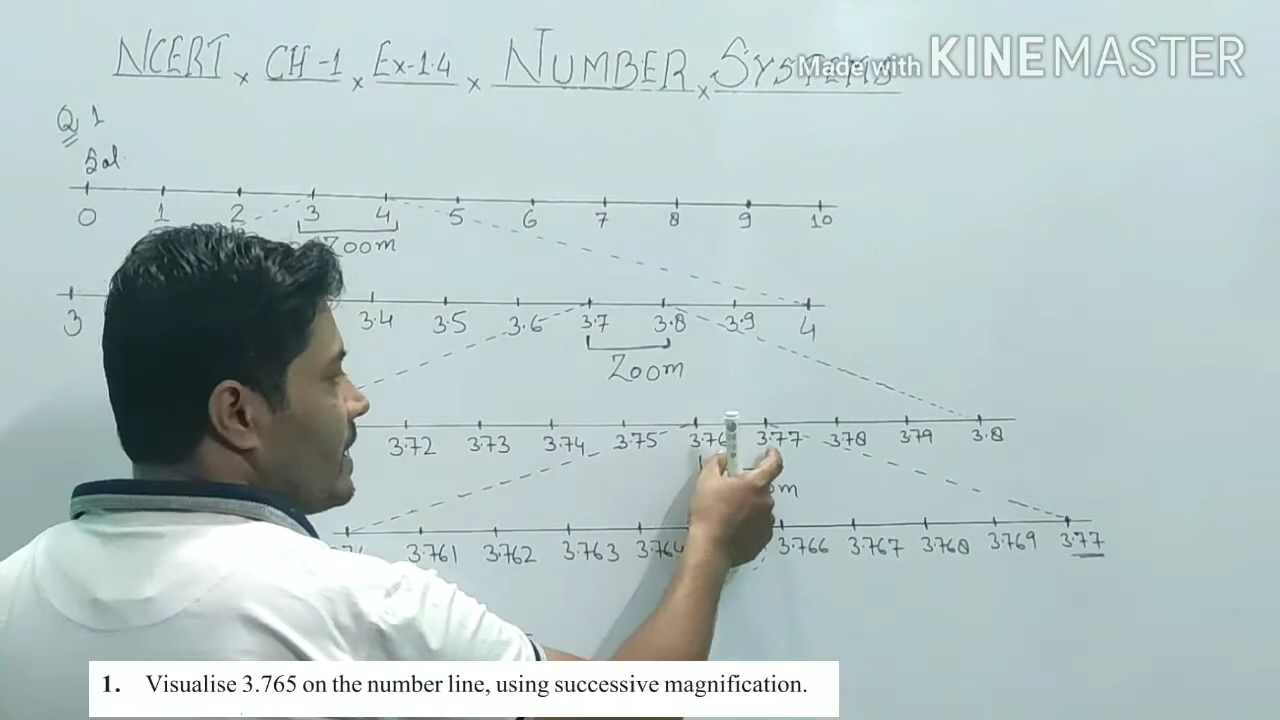 NCERT x CH-1 x Ex-1.4 x NUMBER x SYSTEMS
Made with KINEMASTER
Q 1
Sol
0 1 2 3 4 5 6 7 8 9 10
Zoom
3 3.4 3.5 3.6 3.7 3.8 3.9 4
Zoom
3.72 3.73 3.74 3.75 3.76 3.77 3.78 3.79 3.8
3.761 3.762 3.763 3.764 3.766 3.767 3.768 3.769 3.77
1. Visualise 3.765 on the number line, using successive magnification.